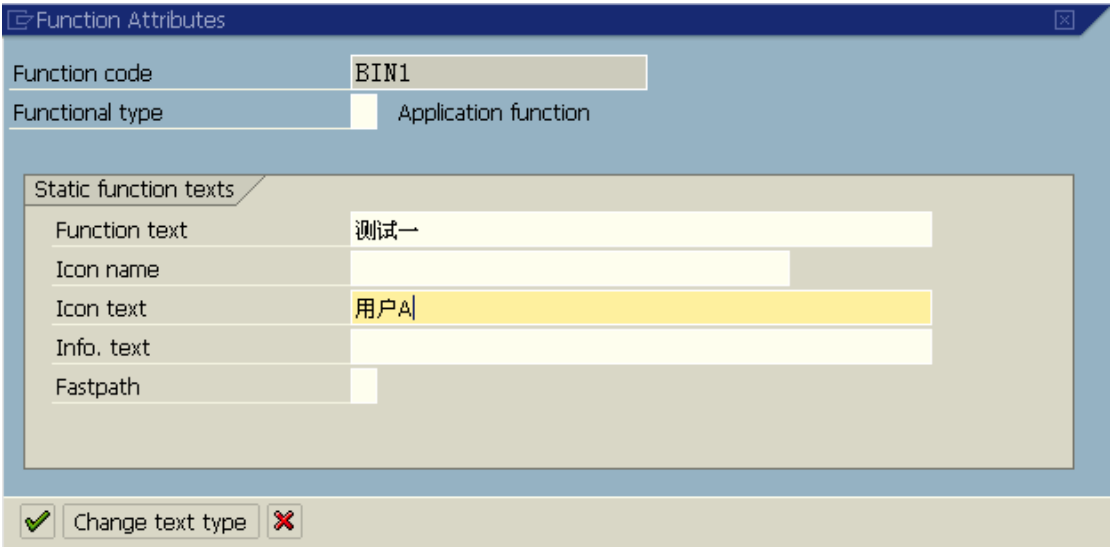 Function Attributes
Function code BIN1
Functional type Application function
Static function texts
Function text 测试一
Icon name
Icon text 用户A
Info. text
Fastpath
Change text type